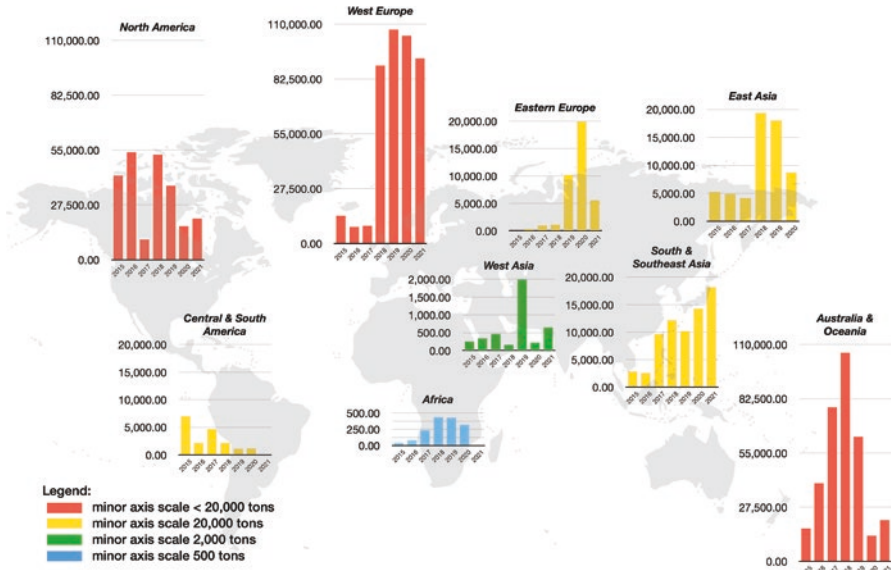 North America
110,000.00
82,500.00
55,000.00
27,500.00
0.00
2015 2016 2017 2018 2019 2020 2021
West Europe
110,000.00
82,500.00
55,000.00
27,500.00
0.00
2015 2016 2017 2018 2019 2020 2021
Eastern Europe
20,000.00
15,000.00
10,000.00
5,000.00
0.00
2015 2016 2017 2018 2019 2020 2021
East Asia
20,000.00
15,000.00
10,000.00
5,000.00
0.00
2015 2016 2017 2018 2019 2020
West Asia
2,000.00
1,500.00
1,000.00
500.00
0.00
2015 2016 2017 2018 2019 2020 2021
South &
Southeast Asia
20,000.00
15,000.00
10,000.00
5,000.00
0.00
2015 2016 2017 2018 2019 2020 2021
Central & South
America
20,000.00
15,000.00
10,000.00
5,000.00
0.00
2015 2016 2017 2018 2019 2020 2021
Africa
500.00
250.00
0.00
2015 2016 2017 2018 2019 2020 2021
Australia &
Oceania
110,000.00
82,500.00
55,000.00
27,500.00
0.00
Legend:
minor axis scale < 20,000 tons
minor axis scale 20,000 tons
minor axis scale 2,000 tons
minor axis scale 500 tons